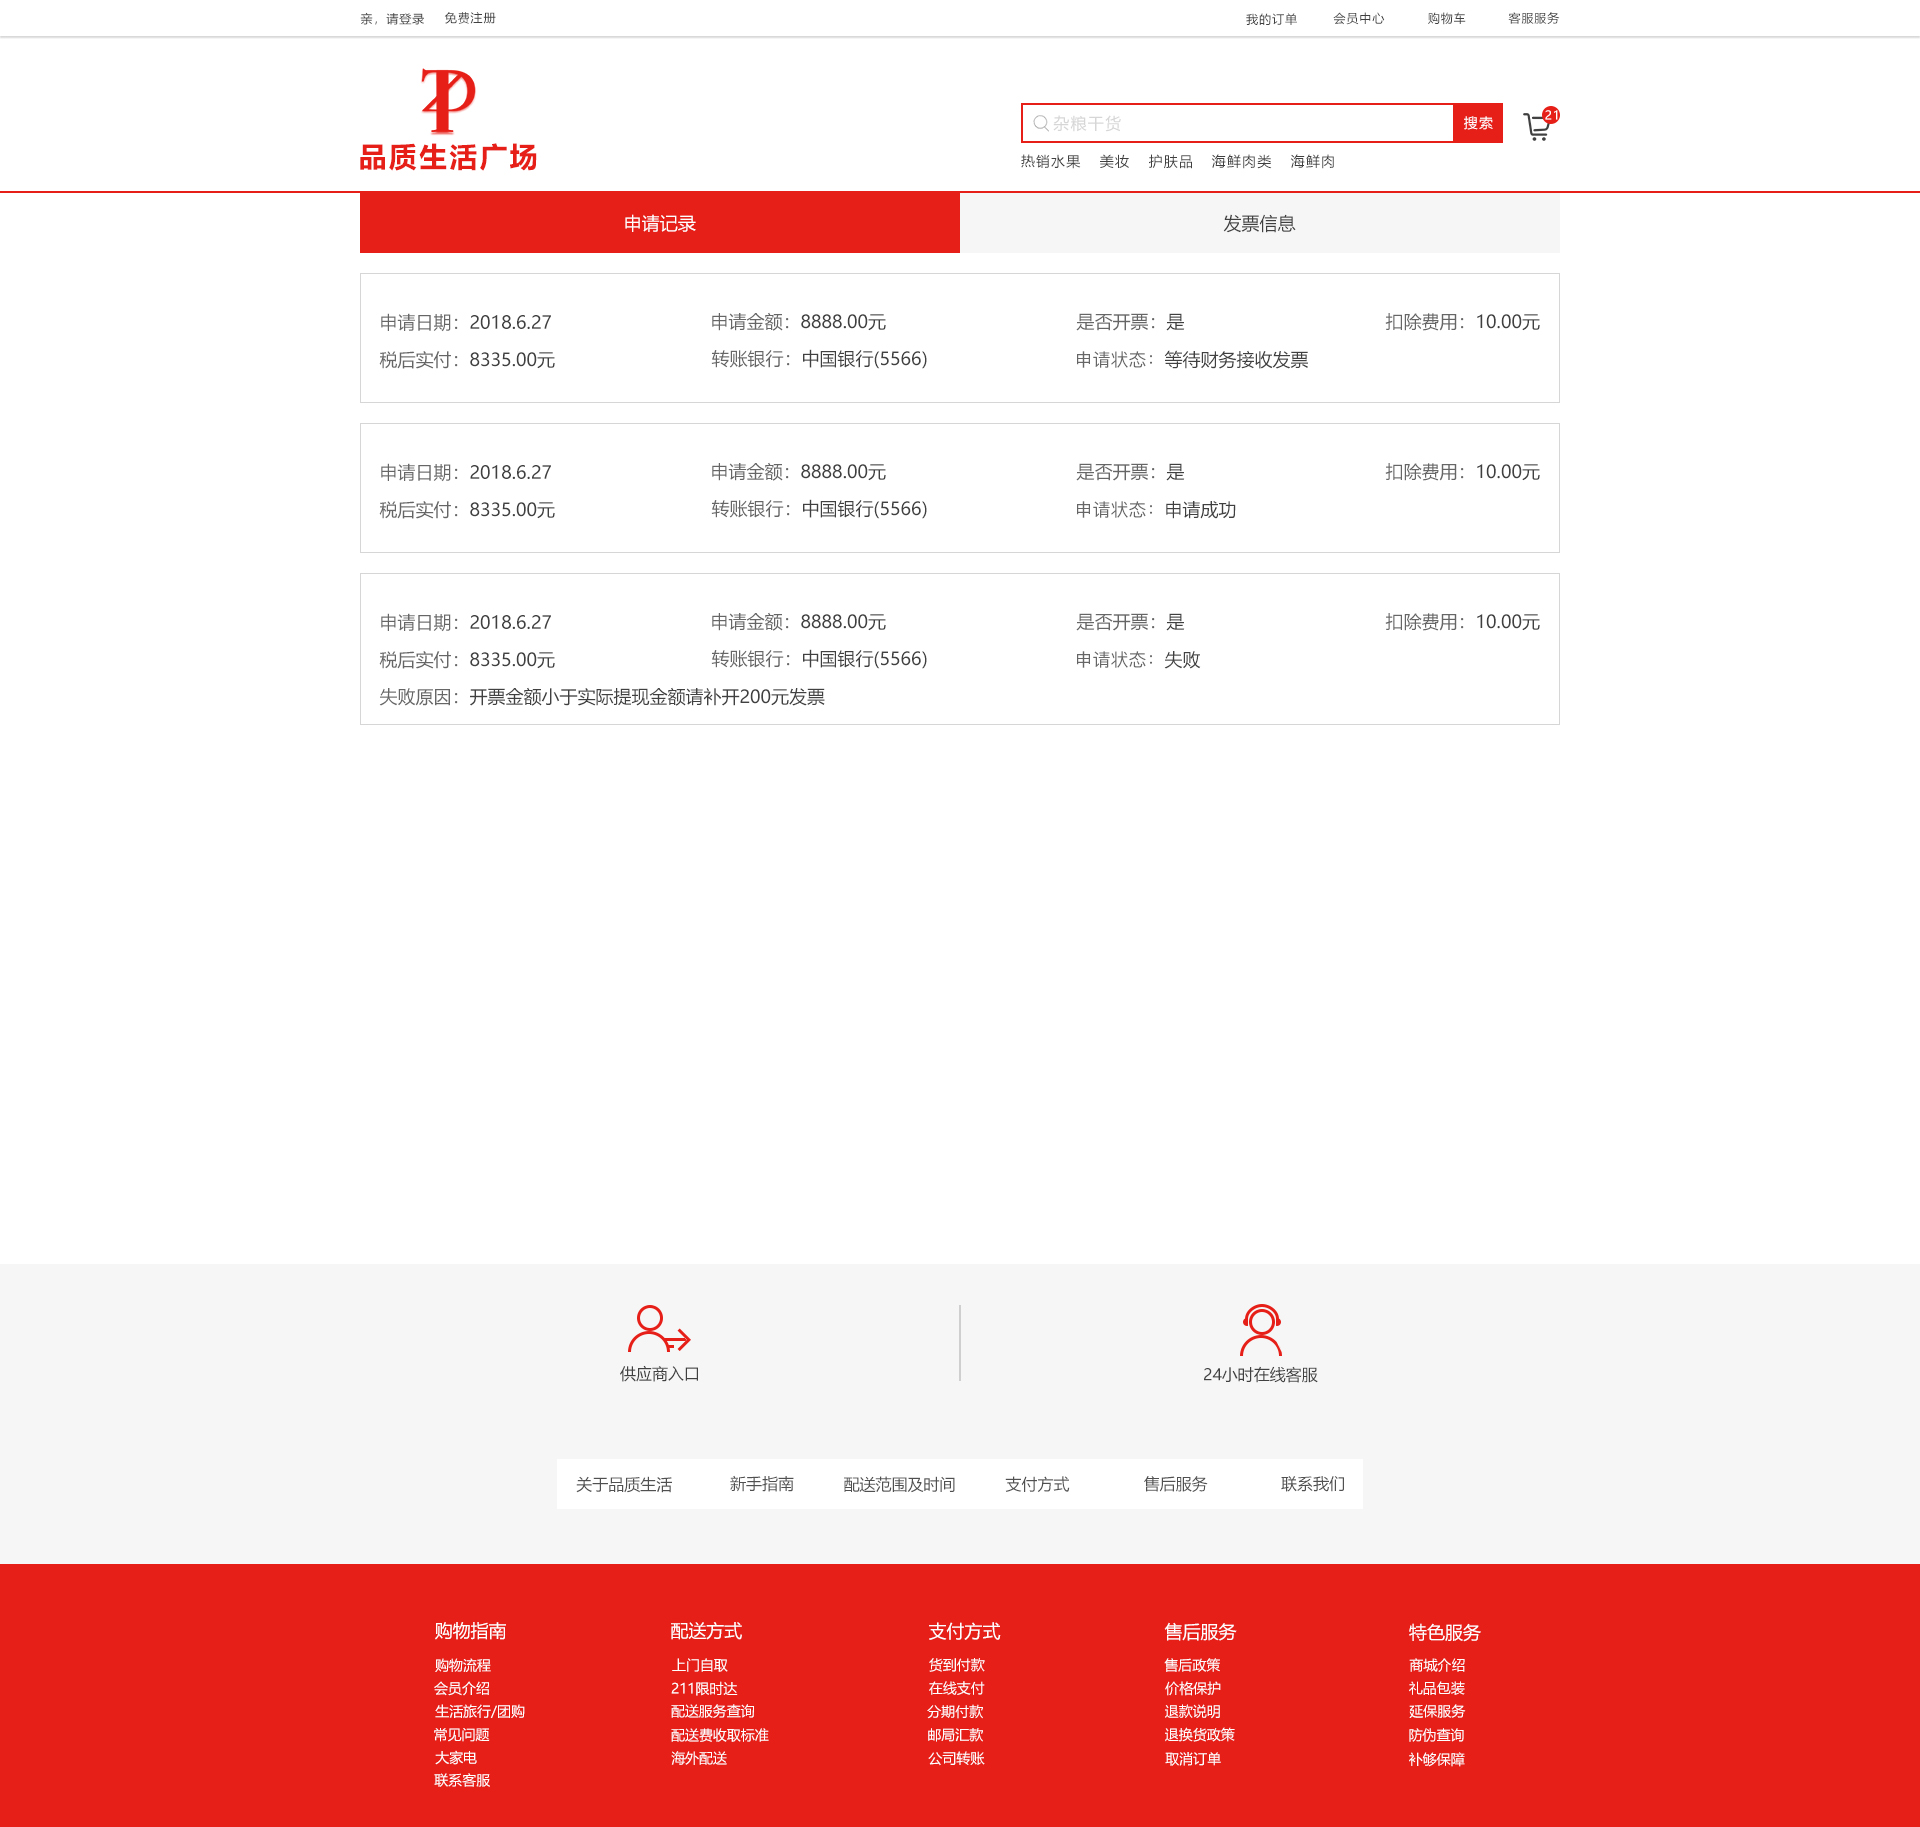 亲，请登录 免费注册 我的订单 会员中心 购物车 客服服务
品质生活广场
杂粮干货 搜索 21
热销水果 美妆 护肤品 海鲜肉类 海鲜肉
申请记录 发票信息
申请日期：2018.6.27 申请金额：8888.00元 是否开票：是 扣除费用：10.00元
税后实付：8335.00元 转账银行：中国银行(5566) 申请状态：等待财务接收发票
申请日期：2018.6.27 申请金额：8888.00元 是否开票：是 扣除费用：10.00元
税后实付：8335.00元 转账银行：中国银行(5566) 申请状态：申请成功
申请日期：2018.6.27 申请金额：8888.00元 是否开票：是 扣除费用：10.00元
税后实付：8335.00元 转账银行：中国银行(5566) 申请状态：失败
失败原因：开票金额小于实际提现金额请补开200元发票
供应商入口 24小时在线客服
关于品质生活 新手指南 配送范围及时间 支付方式 售后服务 联系我们
购物指南 配送方式 支付方式 售后服务 特色服务
购物流程 上门自取 货到付款 售后政策 商城介绍
会员介绍 211限时达 在线支付 价格保护 礼品包装
生活旅行/团购 配送服务查询 分期付款 退款说明 延保服务
常见问题 配送费收取标准 邮局汇款 退换货政策 防伪查询
大家电 海外配送 公司转账 取消订单 补够保障
联系客服